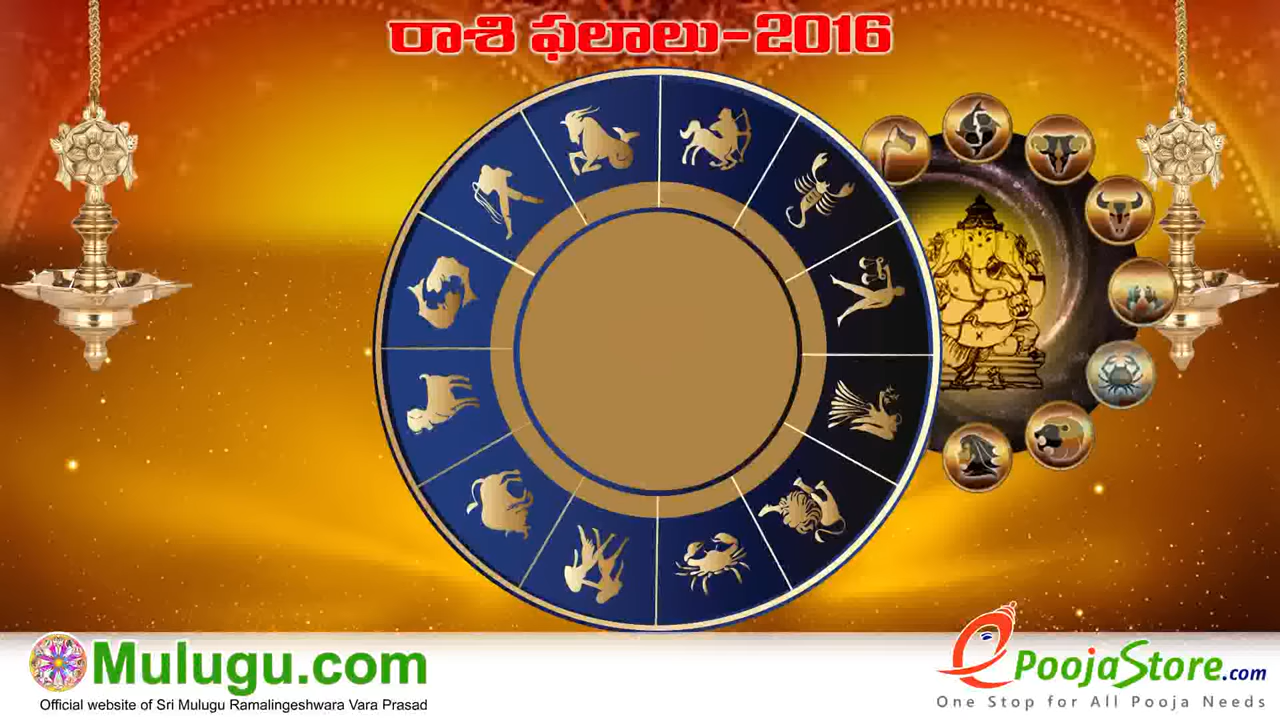 రాశి ఫలాలు-2016
Mulugu.com
Official website of Sri Mulugu Ramalingeshwara Vara Prasad
ePoojaStore.com
One Stop for All Pooja Needs